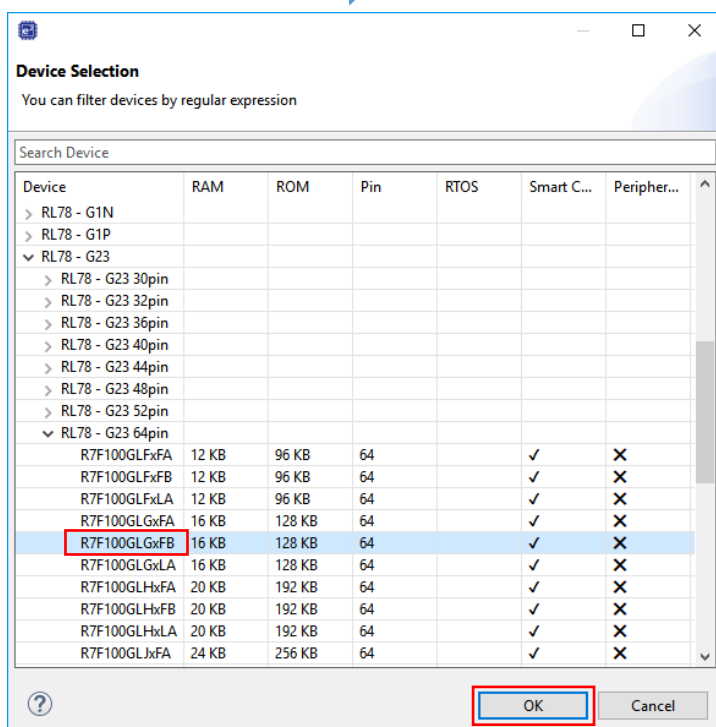 e²
Device Selection
You can filter devices by regular expression
Search Device
Device RAM ROM Pin RTOS Smart C... Peripher...
RL78 - G1N
RL78 - G1P
RL78 - G23
RL78 - G23 30pin
RL78 - G23 32pin
RL78 - G23 36pin
RL78 - G23 40pin
RL78 - G23 44pin
RL78 - G23 48pin
RL78 - G23 52pin
RL78 - G23 64pin
R7F100GLFxFA 12 KB 96 KB 64 ✓ ✕
R7F100GLFxFB 12 KB 96 KB 64 ✓ ✕
R7F100GLFxLA 12 KB 96 KB 64 ✓ ✕
R7F100GLGxFA 16 KB 128 KB 64 ✓ ✕
R7F100GLGxFB 16 KB 128 KB 64 ✓ ✕
R7F100GLGxLA 16 KB 128 KB 64 ✓ ✕
R7F100GLHxFA 20 KB 192 KB 64 ✓ ✕
R7F100GLHxFB 20 KB 192 KB 64 ✓ ✕
R7F100GLHxLA 20 KB 192 KB 64 ✓ ✕
R7F100GLJxFA 24 KB 256 KB 64 ✓ ✕
? OK Cancel